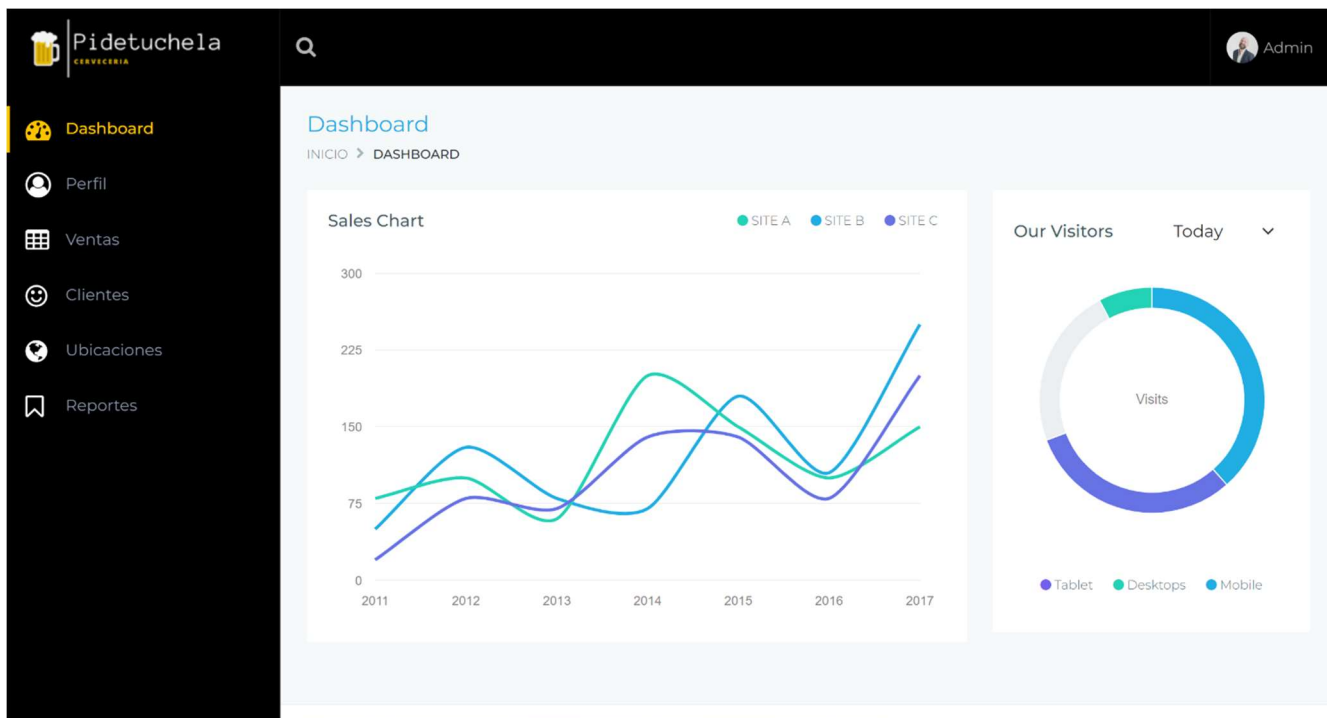 Pidetuchela
CERVECERIA
Admin
Dashboard
Perfil
Ventas
Clientes
Ubicaciones
Reportes
Dashboard
INICIO > DASHBOARD
Sales Chart
SITE A SITE B SITE C
300
225
150
75
0
2011 2012 2013 2014 2015 2016 2017
Our Visitors Today
Visits
Tablet Desktops Mobile